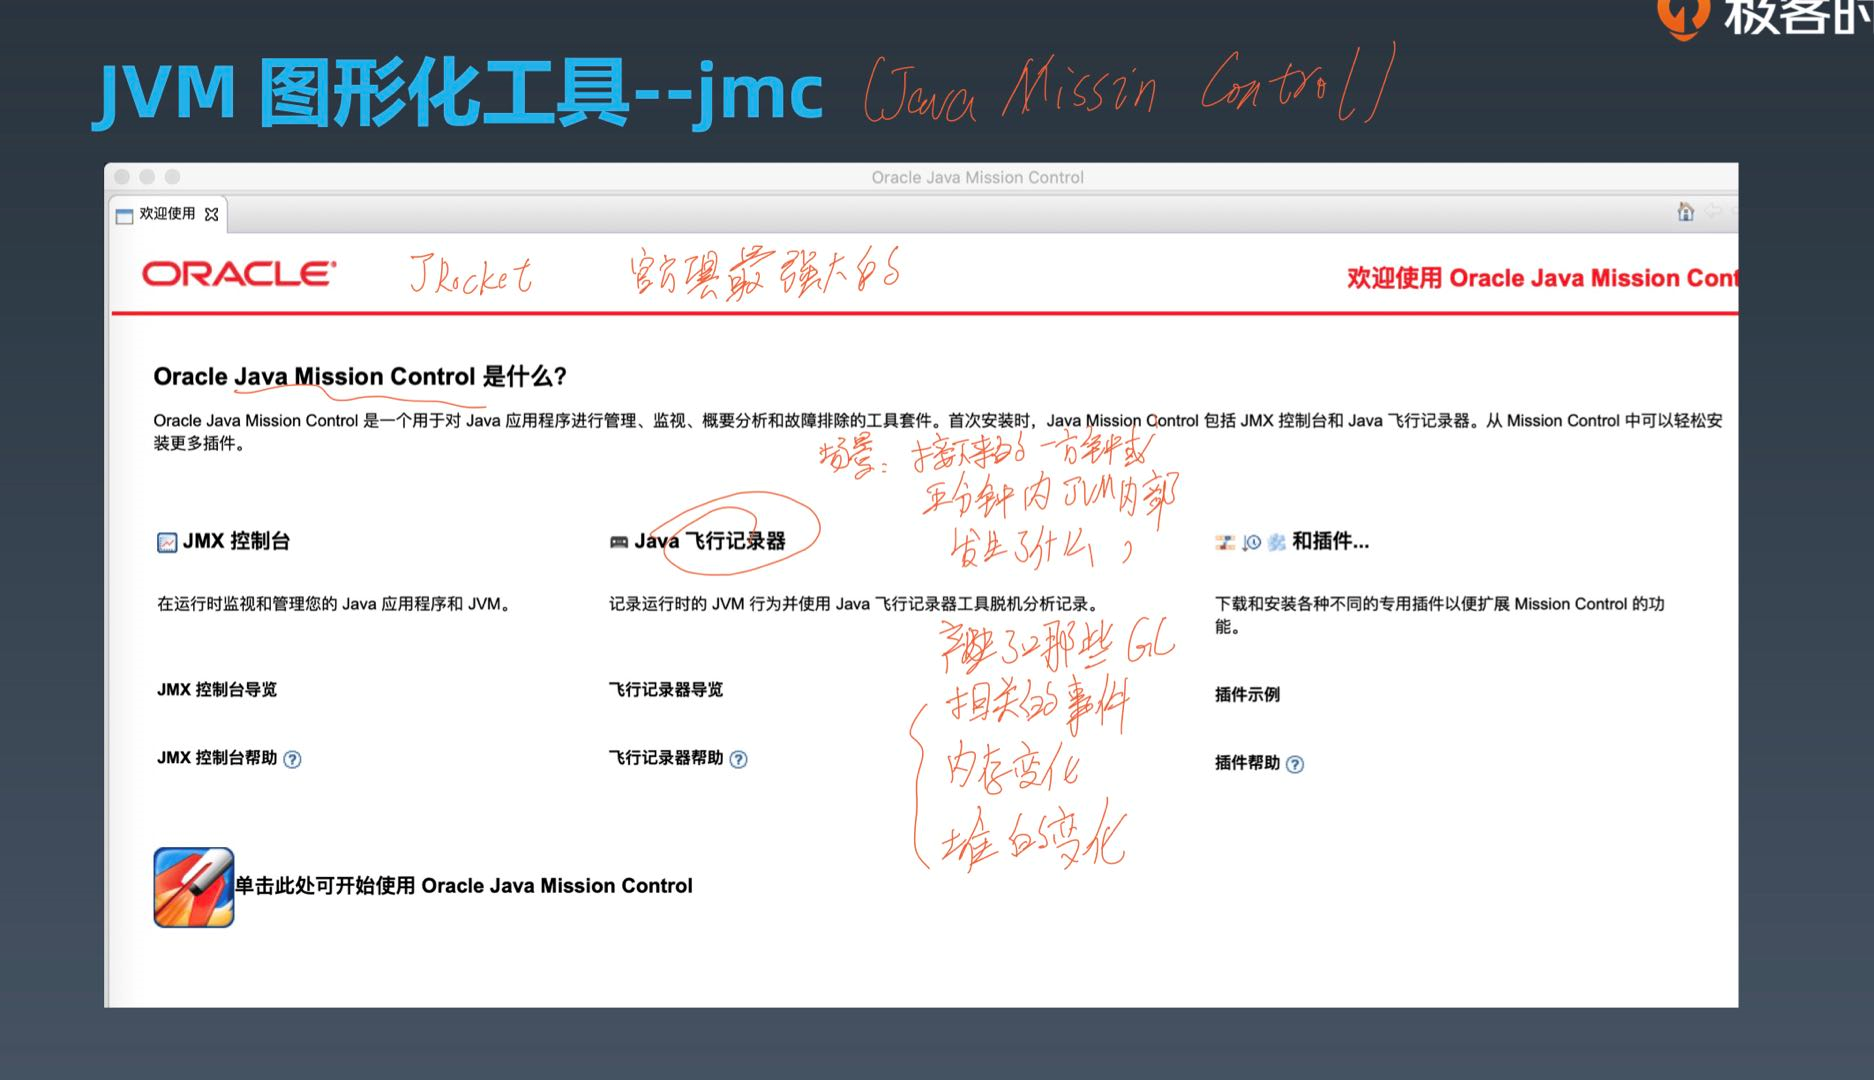 极客时
JVM 图形化工具--jmc (Java Missin Control)
Oracle Java Mission Control
欢迎使用
ORACLE JRocket 官方最强大的
欢迎使用 Oracle Java Mission Cont
Oracle Java Mission Control 是什么?
Oracle Java Mission Control 是一个用于对 Java 应用程序进行管理、监视、概要分析和故障排除的工具套件。首次安装时，Java Mission Control 包括 JMX 控制台和 Java 飞行记录器。从 Mission Control 中可以轻松安
装更多插件。
场景: 接下来的一分钟或
五分钟内 JVM内部
发生了什么,
JMX 控制台
Java 飞行记录器
和插件...
在运行时监视和管理您的 Java 应用程序和 JVM。
记录运行时的 JVM 行为并使用 Java 飞行记录器工具脱机分析记录。
下载和安装各种不同的专用插件以便扩展 Mission Control 的功
能。
了 那些 GC
相关的事件
内存变化
堆的变化
JMX 控制台导览
飞行记录器导览
插件示例
JMX 控制台帮助 ?
飞行记录器帮助 ?
插件帮助 ?
单击此处可开始使用 Oracle Java Mission Control